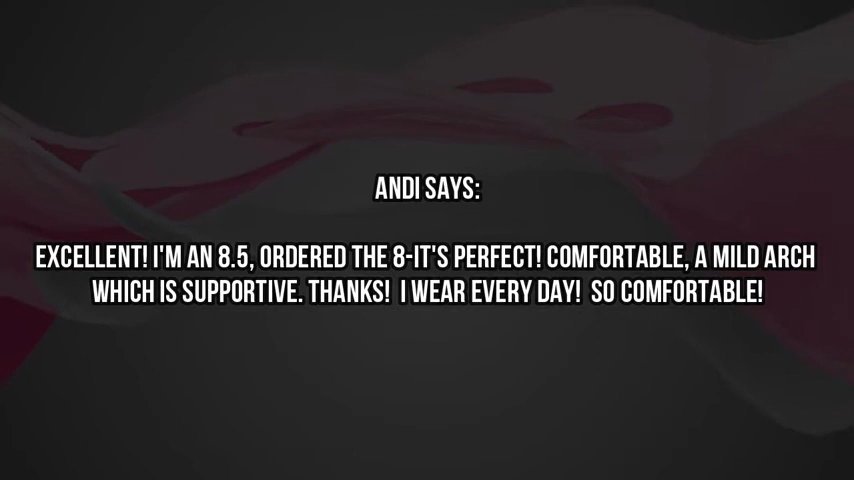 ANDI SAYS:
EXCELLENT! I'M AN 8.5, ORDERED THE 8-IT'S PERFECT! COMFORTABLE, A MILD ARCH
WHICH IS SUPPORTIVE. THANKS!  I WEAR EVERY DAY!  SO COMFORTABLE!